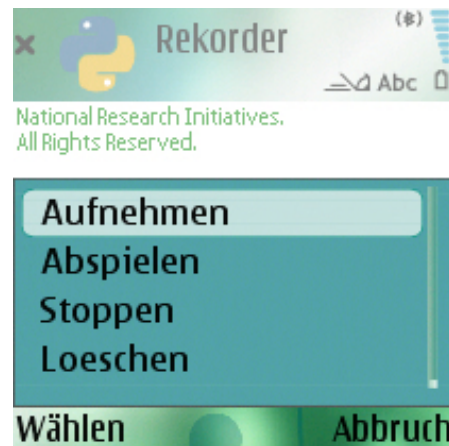 Rekorder
Abc
National Research Initiatives.
All Rights Reserved.
Aufnehmen
Abspielen
Stoppen
Loeschen
Wählen Abbruch